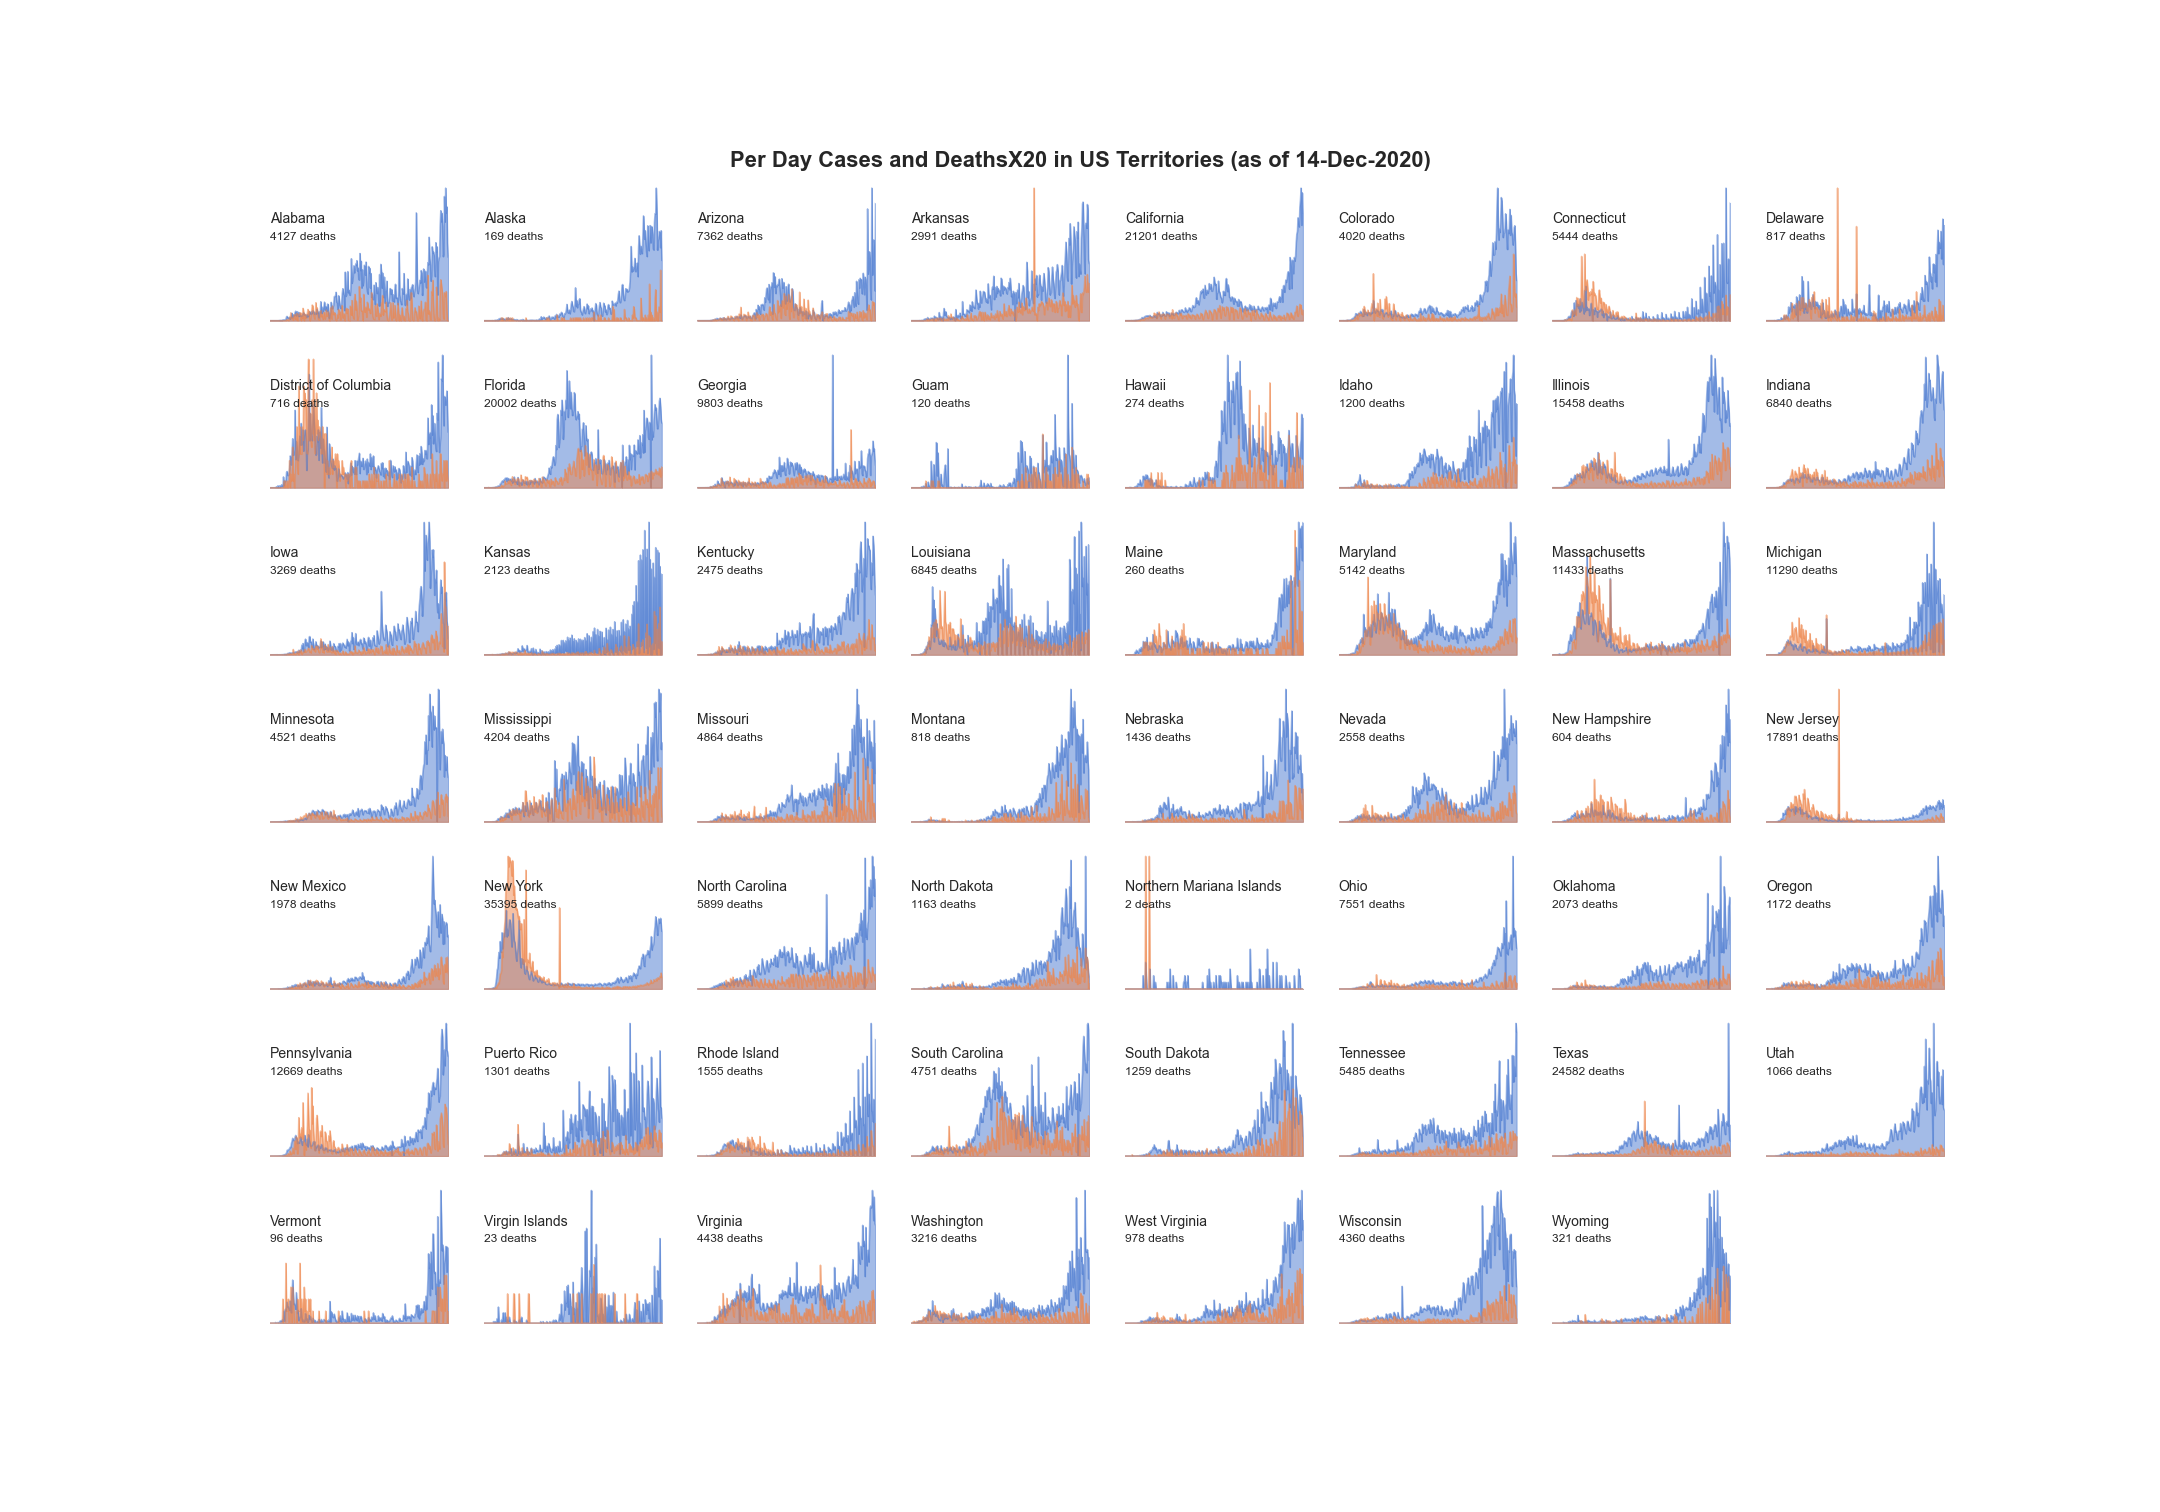 Per Day Cases and DeathsX20 in US Territories (as of 14-Dec-2020)
Alabama
4127 deaths
Alaska
169 deaths
Arizona
7362 deaths
Arkansas
2991 deaths
California
21201 deaths
Colorado
4020 deaths
Connecticut
5444 deaths
Delaware
817 deaths
District of Columbia
716 deaths
Florida
20002 deaths
Georgia
9803 deaths
Guam
120 deaths
Hawaii
274 deaths
Idaho
1200 deaths
Illinois
15458 deaths
Indiana
6840 deaths
Iowa
3269 deaths
Kansas
2123 deaths
Kentucky
2475 deaths
Louisiana
6845 deaths
Maine
260 deaths
Maryland
5142 deaths
Massachusetts
11433 deaths
Michigan
11290 deaths
Minnesota
4521 deaths
Mississippi
4204 deaths
Missouri
4864 deaths
Montana
818 deaths
Nebraska
1436 deaths
Nevada
2558 deaths
New Hampshire
604 deaths
New Jersey
17891 deaths
New Mexico
1978 deaths
New York
35395 deaths
North Carolina
5899 deaths
North Dakota
1163 deaths
Northern Mariana Islands
2 deaths
Ohio
7551 deaths
Oklahoma
2073 deaths
Oregon
1172 deaths
Pennsylvania
12669 deaths
Puerto Rico
1301 deaths
Rhode Island
1555 deaths
South Carolina
4751 deaths
South Dakota
1259 deaths
Tennessee
5485 deaths
Texas
24582 deaths
Utah
1066 deaths
Vermont
96 deaths
Virgin Islands
23 deaths
Virginia
4438 deaths
Washington
3216 deaths
West Virginia
978 deaths
Wisconsin
4360 deaths
Wyoming
321 deaths